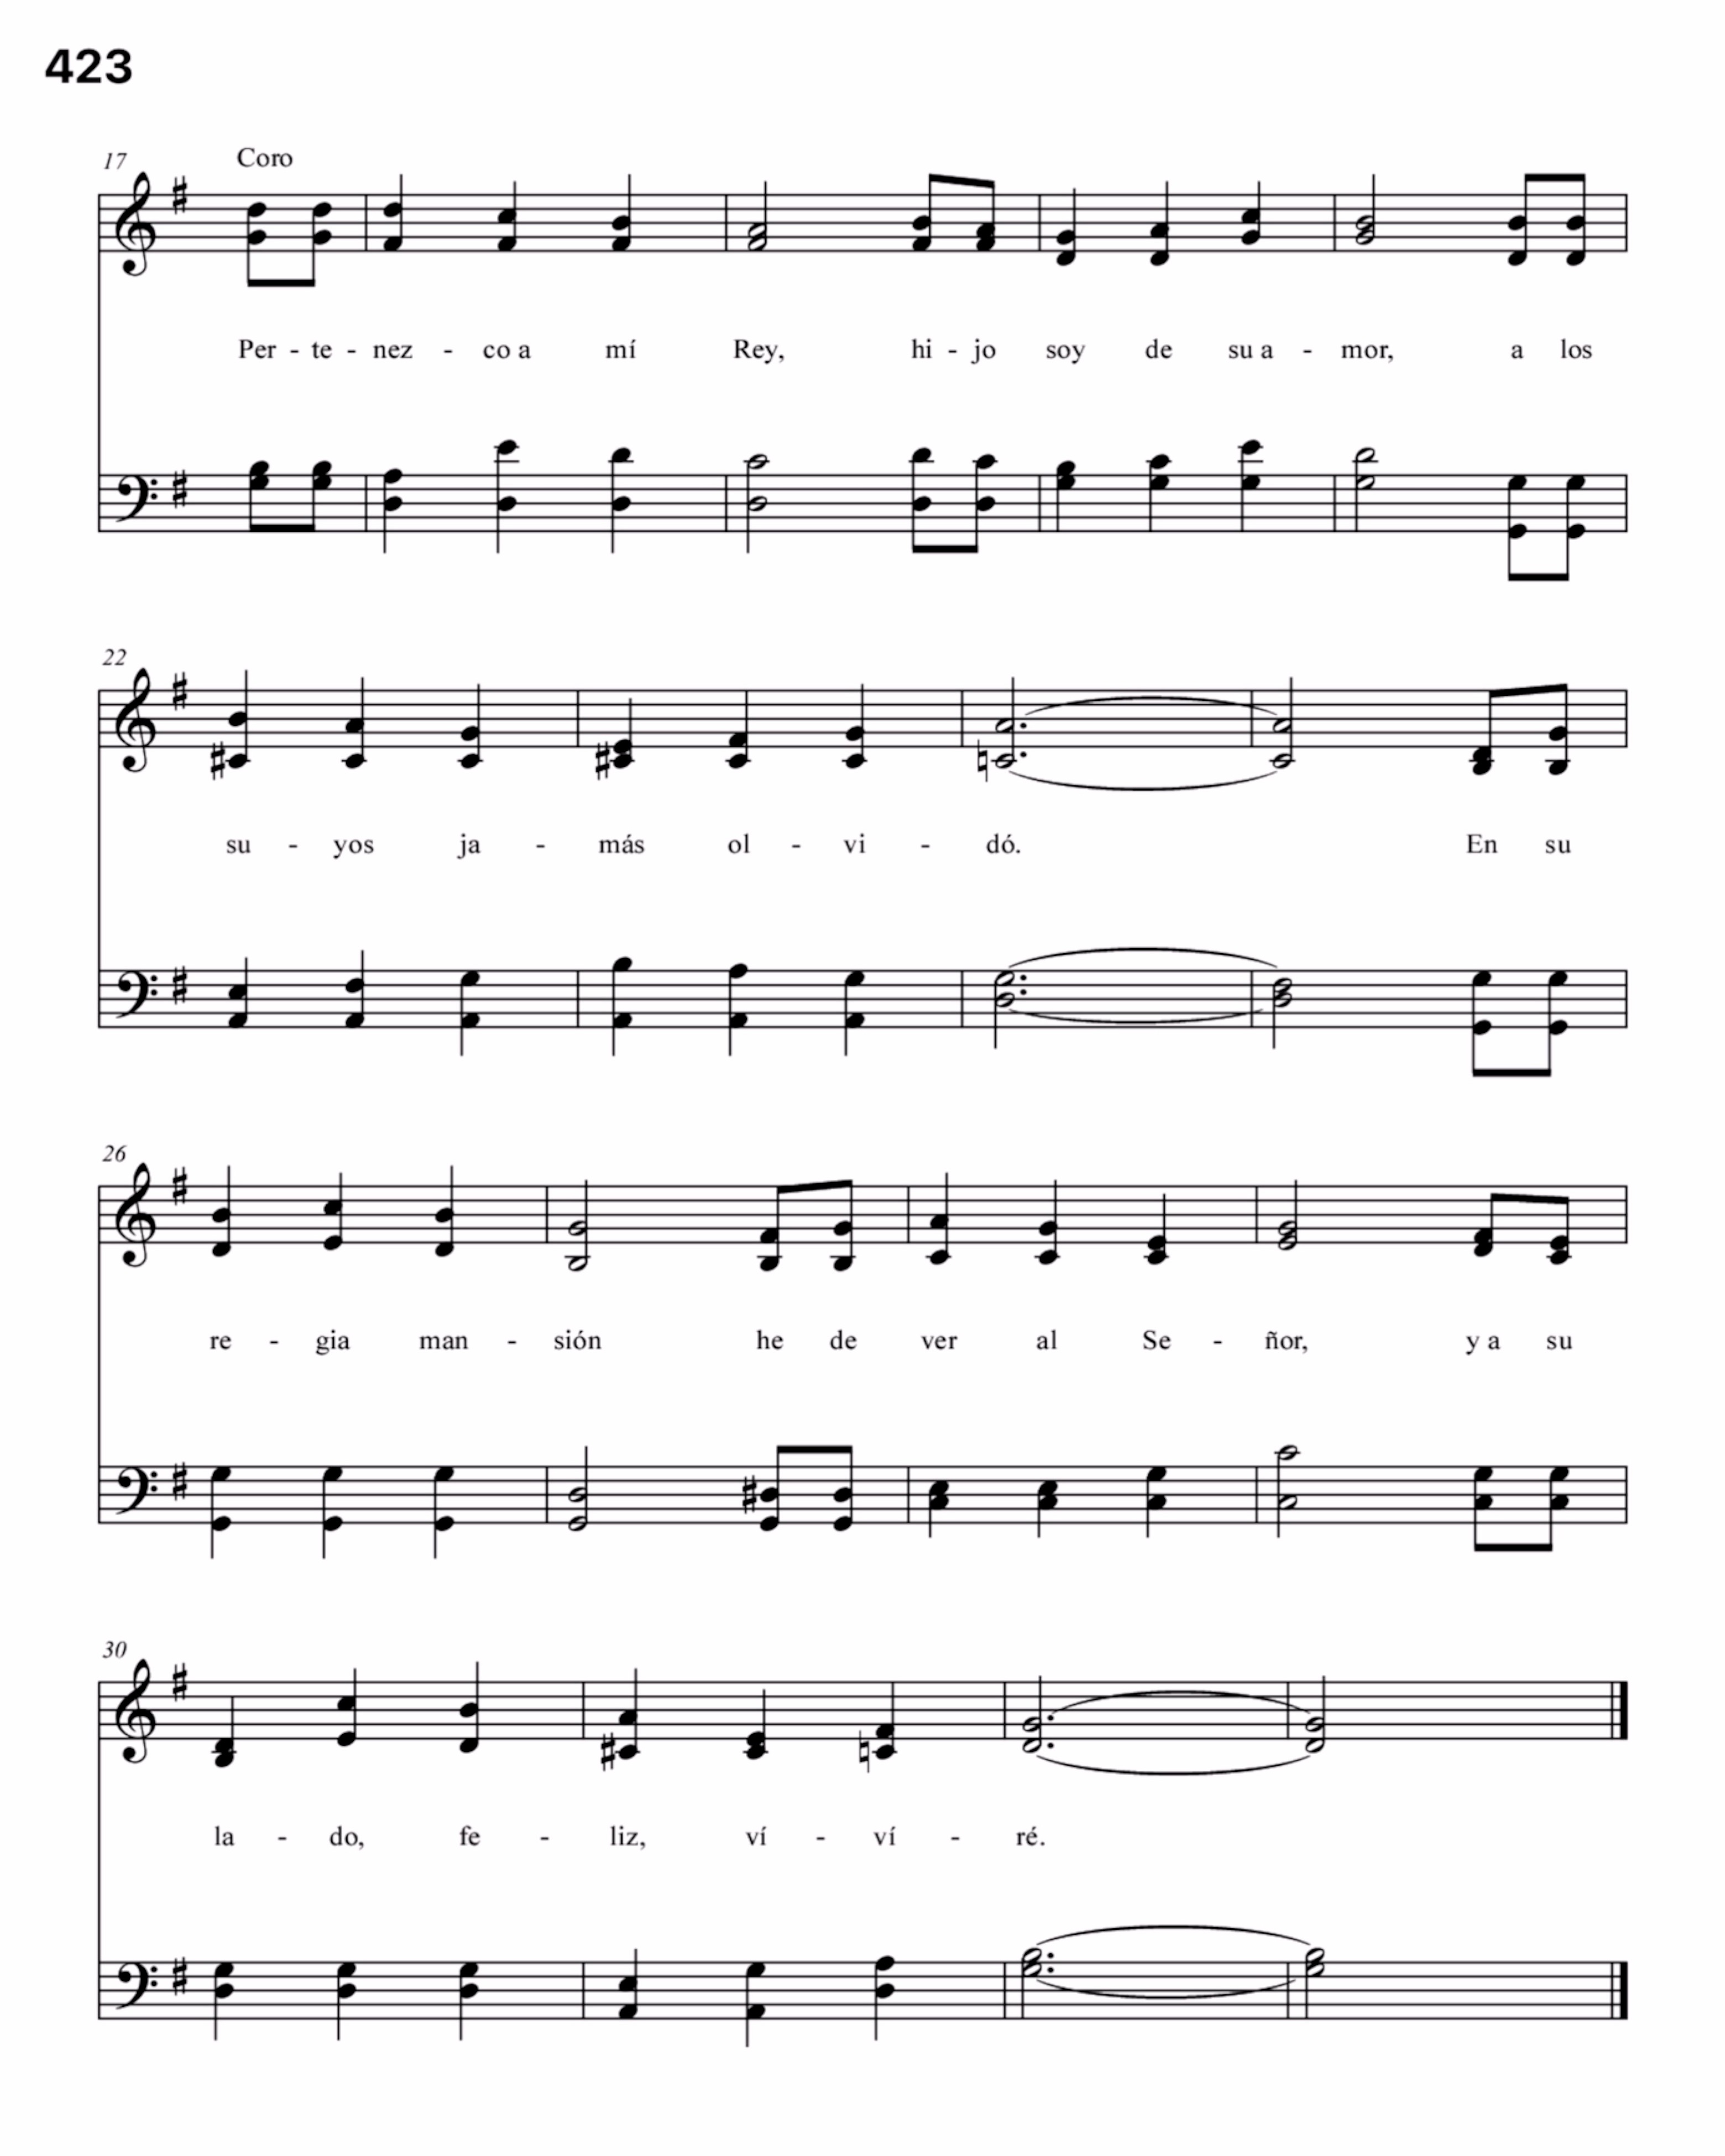 423
17 Coro
Per - te - nez - co a mí Rey, hi - jo soy de su a - mor, a los
22
su - yos ja - más ol - vi - dó. En su
26
re - gia man - sión he de ver al Se - ñor, y a su
30
la - do, fe - liz, ví - ví - ré.